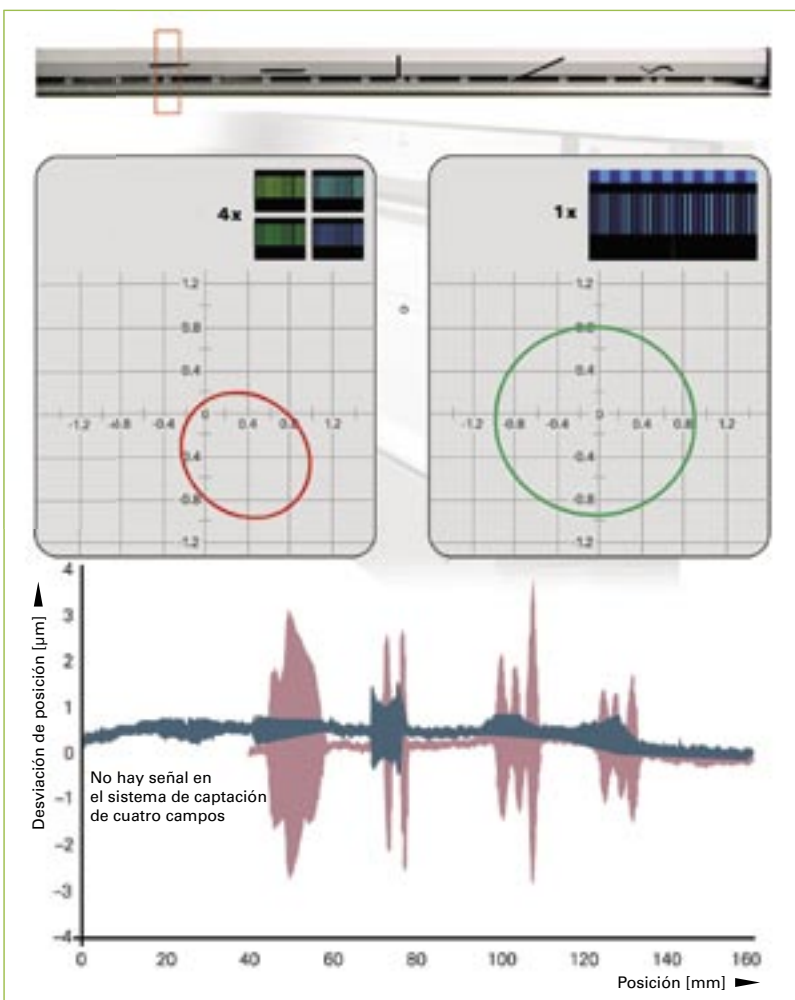 4x
1x
1.2
0.8
0.4
-1.2 -0.8 -0.4 0 0.4 0.8 1.2
-0.4
-0.8
-1.2
1.2
0.8
0.4
-1.2 -0.8 -0.4 0 0.4 0.8 1.2
-0.4
-0.8
-1.2
4
3
2
1
0
-1
-2
-3
-4
Desviación de posición [µm]
No hay señal en
el sistema de captación
de cuatro campos
0 20 40 60 80 100 120 140 160
Posición [mm]